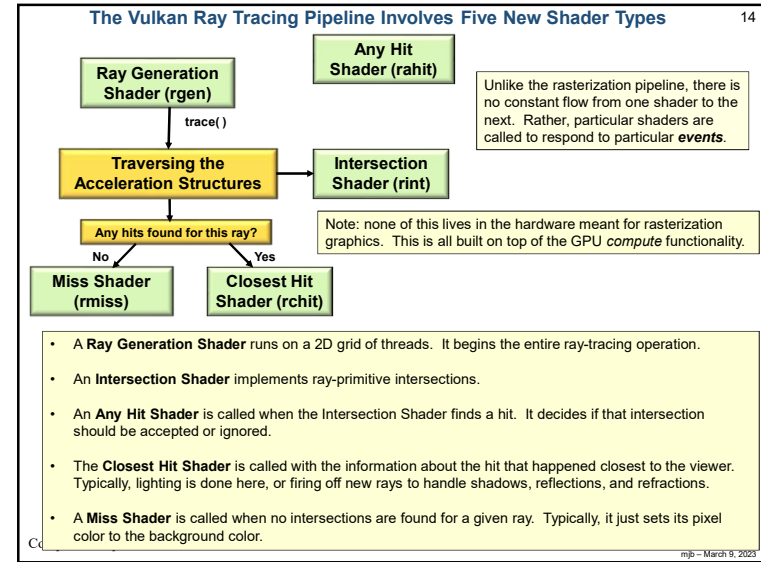 The Vulkan Ray Tracing Pipeline Involves Five New Shader Types
14
Any Hit
Shader (rahit)
Ray Generation
Shader (rgen)
trace( )
Unlike the rasterization pipeline, there is
no constant flow from one shader to the
next. Rather, particular shaders are
called to respond to particular events.
Traversing the
Acceleration Structures
Intersection
Shader (rint)
Any hits found for this ray?
Note: none of this lives in the hardware meant for rasterization
graphics. This is all built on top of the GPU compute functionality.
No
Yes
Miss Shader
(rmiss)
Closest Hit
Shader (rchit)
• A Ray Generation Shader runs on a 2D grid of threads. It begins the entire ray-tracing operation.
• An Intersection Shader implements ray-primitive intersections.
• An Any Hit Shader is called when the Intersection Shader finds a hit. It decides if that intersection
should be accepted or ignored.
• The Closest Hit Shader is called with the information about the hit that happened closest to the viewer.
Typically, lighting is done here, or firing off new rays to handle shadows, reflections, and refractions.
• A Miss Shader is called when no intersections are found for a given ray. Typically, it just sets its pixel
color to the background color.
mjb – March 9, 2023